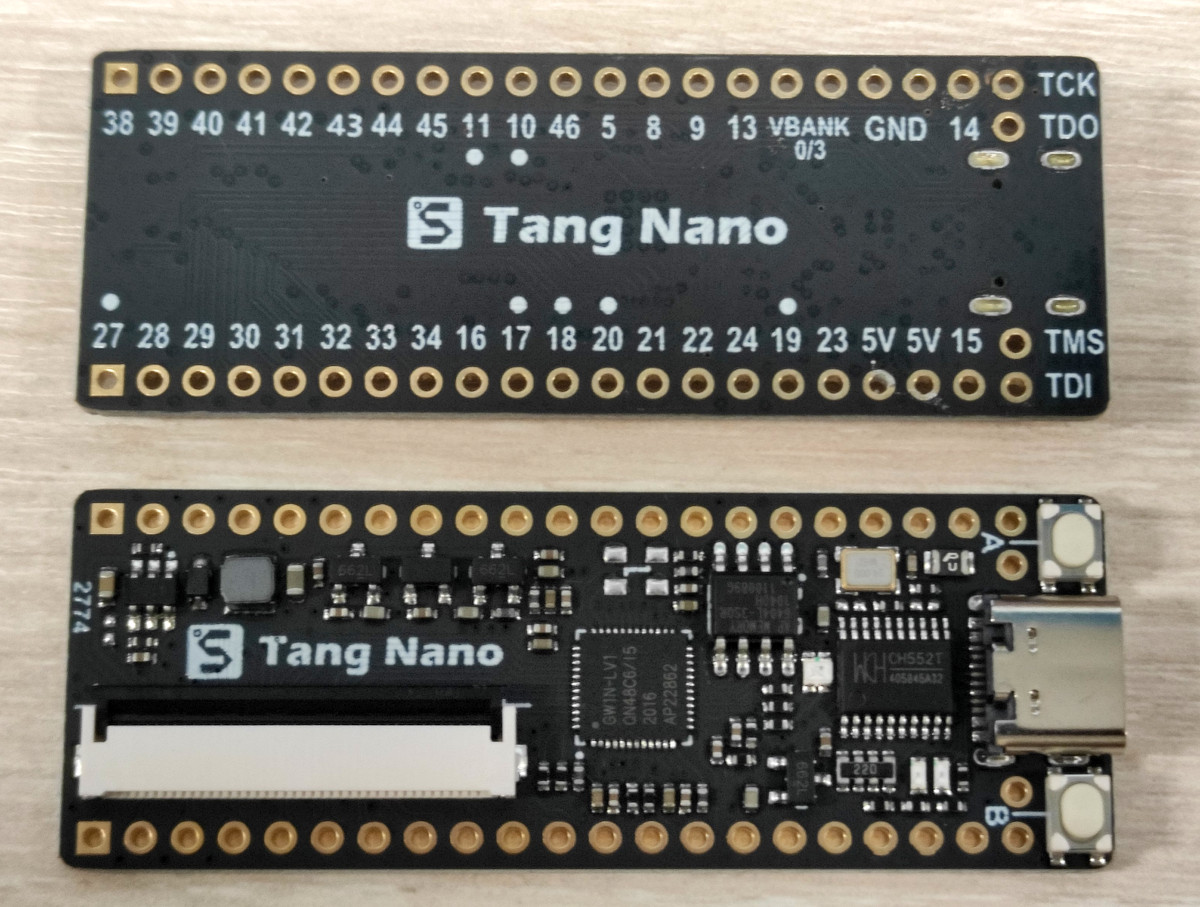 TCK
38 39 40 41 42 43 44 45 11 10 46 5 8 9 13 VBANK GND 14 TDO
0/3
S Tang Nano
27 28 29 30 31 32 33 34 16 17 18 20 21 22 24 19 23 5V 5V 15 TMS
TDI
A
662L 662L
2774
S Tang Nano
GW1N-LV1
QN48C6/I5
2016
AP22862
WCH CH552T
405845A32
220
662L
B